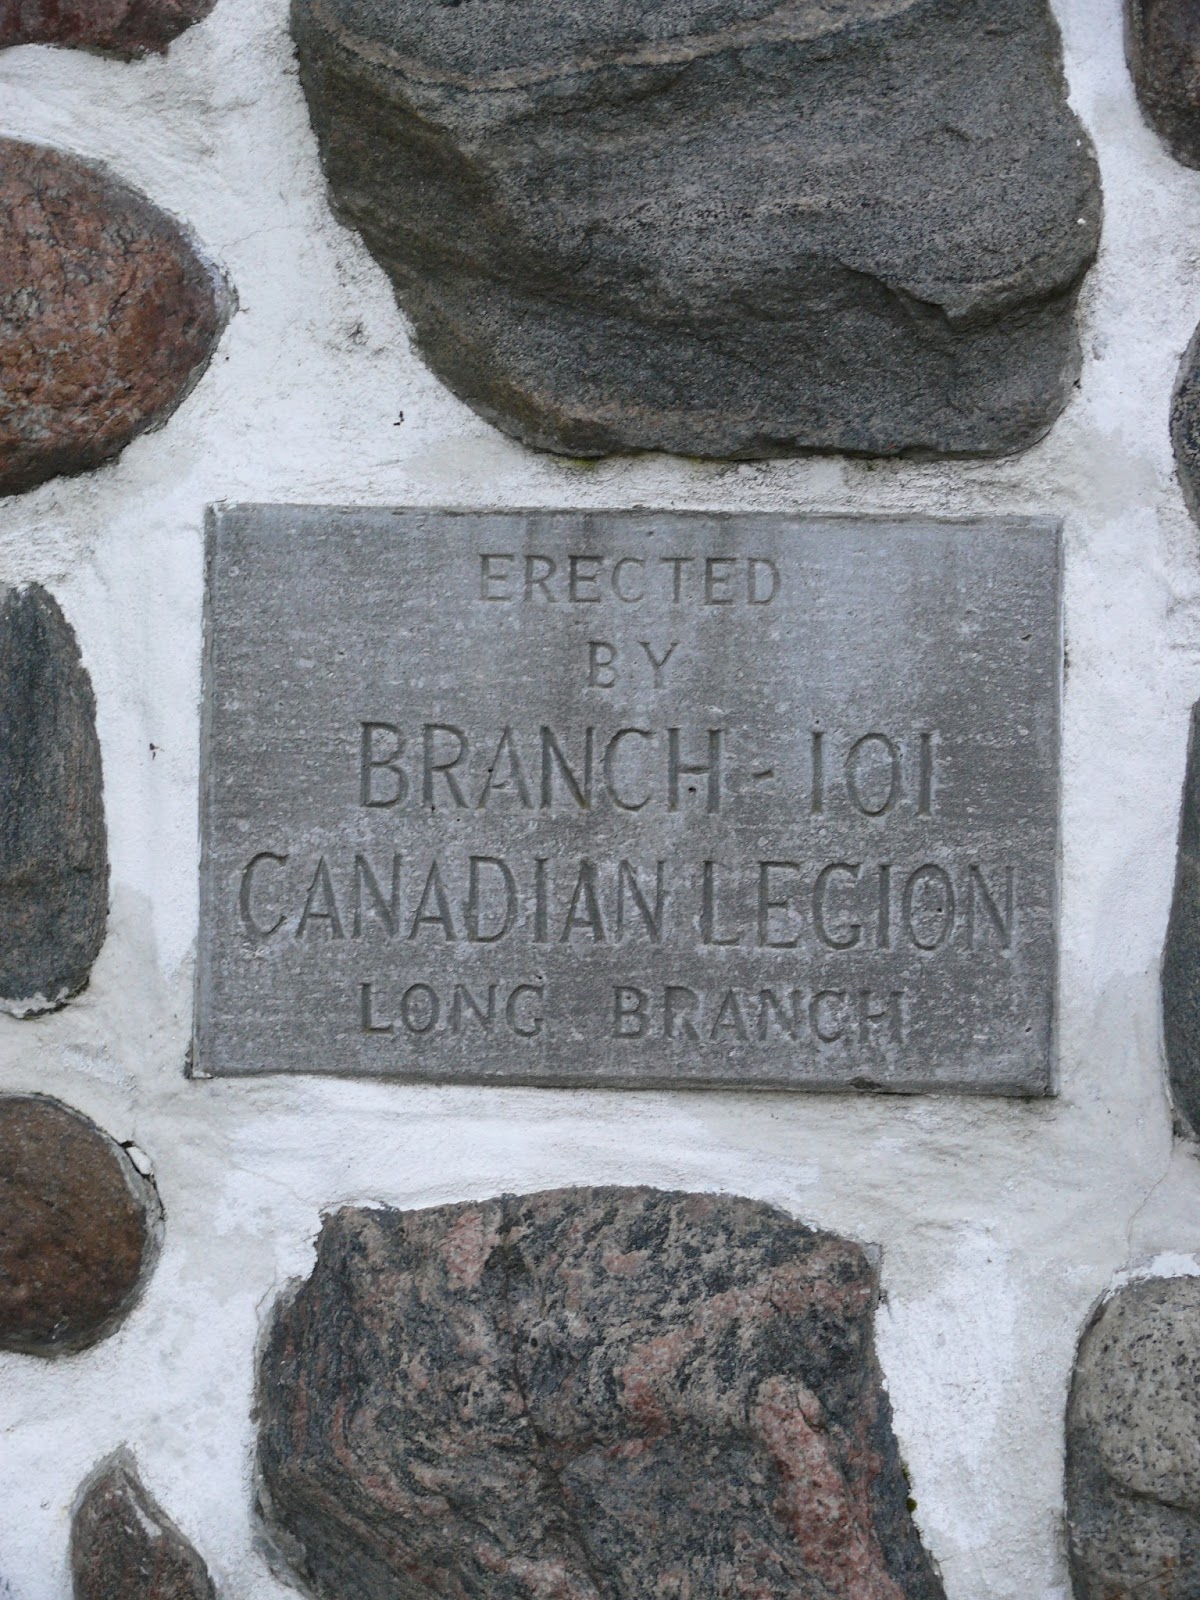 ERECTED
BY
BRANCH - 101
CANADIAN LEGION
LONG BRANCH